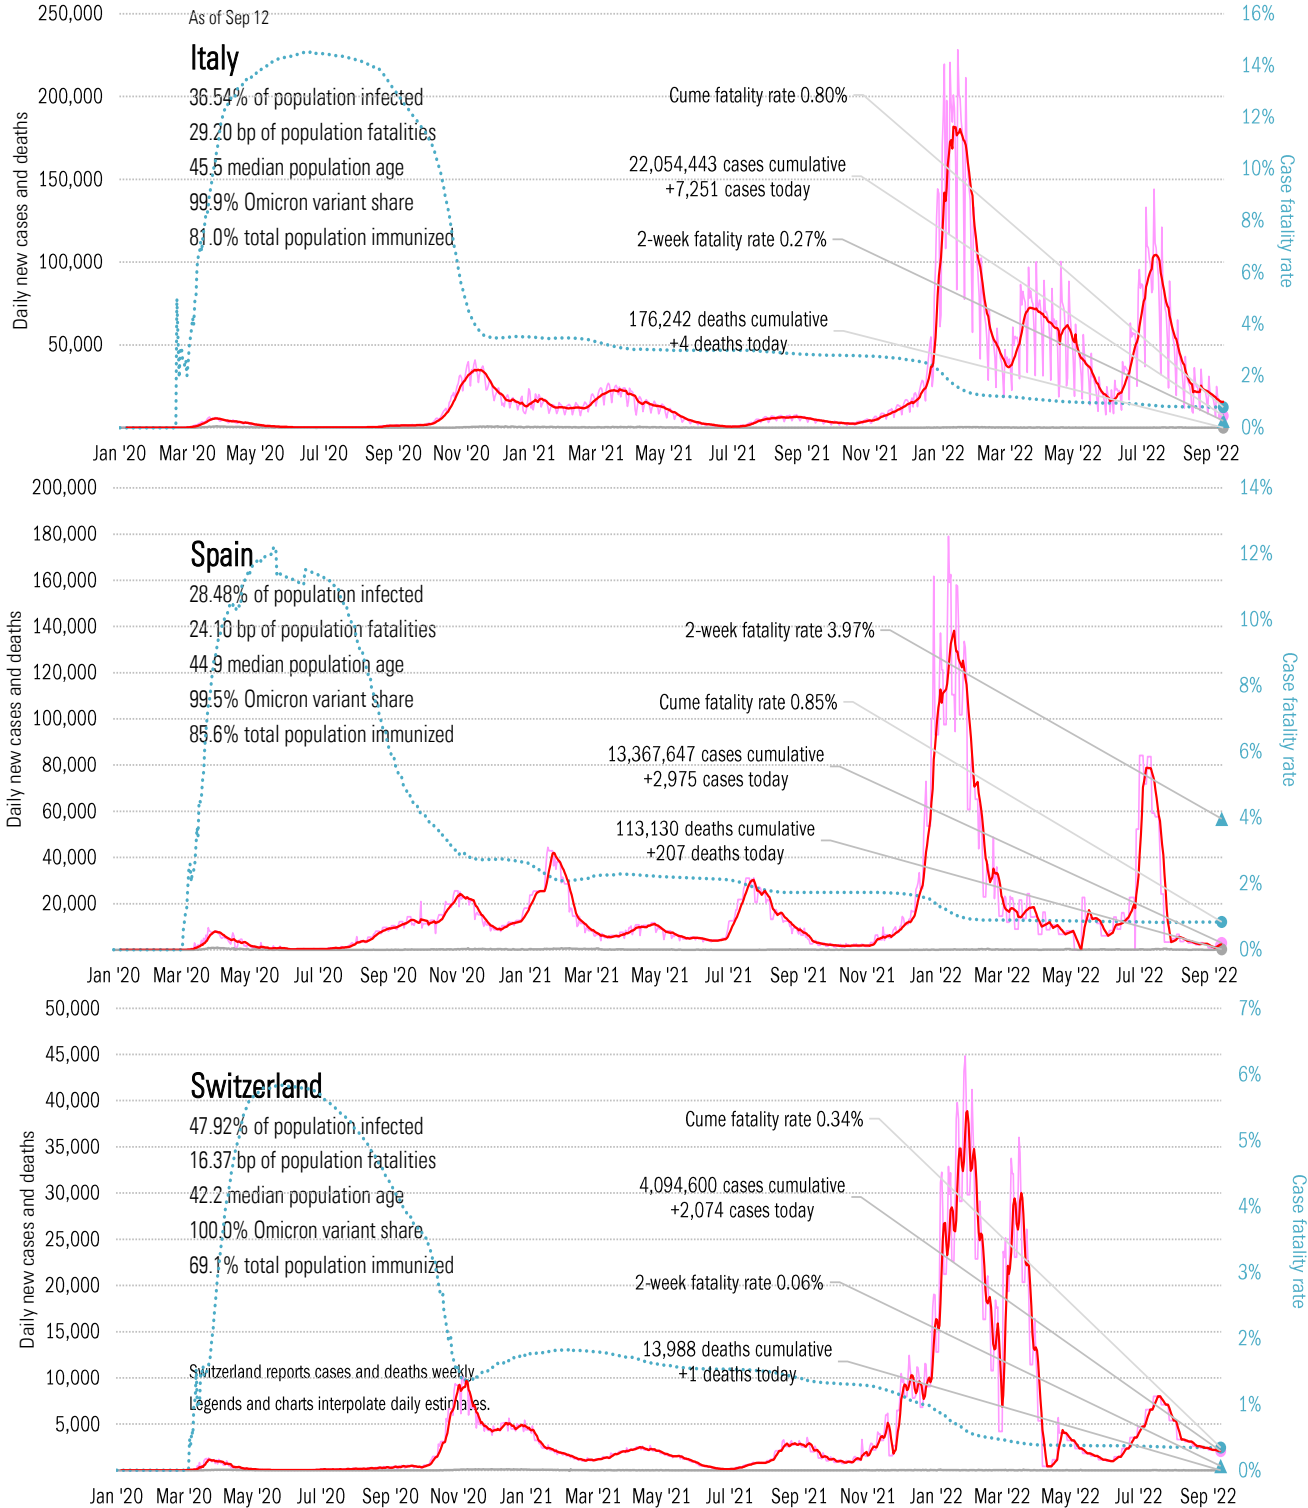 As of Sep 12
Italy
36.54% of population infected
29.20 bp of population fatalities
45.5 median population age
99.9% Omicron variant share
81.0% total population immunized
Cume fatality rate 0.80%
22,054,443 cases cumulative
+7,251 cases today
2-week fatality rate 0.27%
176,242 deaths cumulative
+4 deaths today
Daily new cases and deaths
250,000
200,000
150,000
100,000
50,000
16%
14%
12%
10%
8%
6%
4%
2%
0%
Case fatality rate
Jan '20 Mar '20 May '20 Jul '20 Sep '20 Nov '20 Jan '21 Mar '21 May '21 Jul '21 Sep '21 Nov '21 Jan '22 Mar '22 May '22 Jul '22 Sep '22
Spain
28.48% of population infected
24.10 bp of population fatalities
44.9 median population age
99.5% Omicron variant share
85.6% total population immunized
2-week fatality rate 3.97%
Cume fatality rate 0.85%
13,367,647 cases cumulative
+2,975 cases today
113,130 deaths cumulative
+207 deaths today
Daily new cases and deaths
200,000
180,000
160,000
140,000
120,000
100,000
80,000
60,000
40,000
20,000
14%
12%
10%
8%
6%
4%
2%
0%
Case fatality rate
Jan '20 Mar '20 May '20 Jul '20 Sep '20 Nov '20 Jan '21 Mar '21 May '21 Jul '21 Sep '21 Nov '21 Jan '22 Mar '22 May '22 Jul '22 Sep '22
Switzerland
47.92% of population infected
16.37 bp of population fatalities
42.2 median population age
100.0% Omicron variant share
69.1% total population immunized
Switzerland reports cases and deaths weekly
Legends and charts interpolate daily estimates.
Cume fatality rate 0.34%
4,094,600 cases cumulative
+2,074 cases today
2-week fatality rate 0.06%
13,988 deaths cumulative
+1 deaths today
Daily new cases and deaths
50,000
45,000
40,000
35,000
30,000
25,000
20,000
15,000
10,000
5,000
7%
6%
5%
4%
3%
2%
1%
0%
Case fatality rate
Jan '20 Mar '20 May '20 Jul '20 Sep '20 Nov '20 Jan '21 Mar '21 May '21 Jul '21 Sep '21 Nov '21 Jan '22 Mar '22 May '22 Jul '22 Sep '22